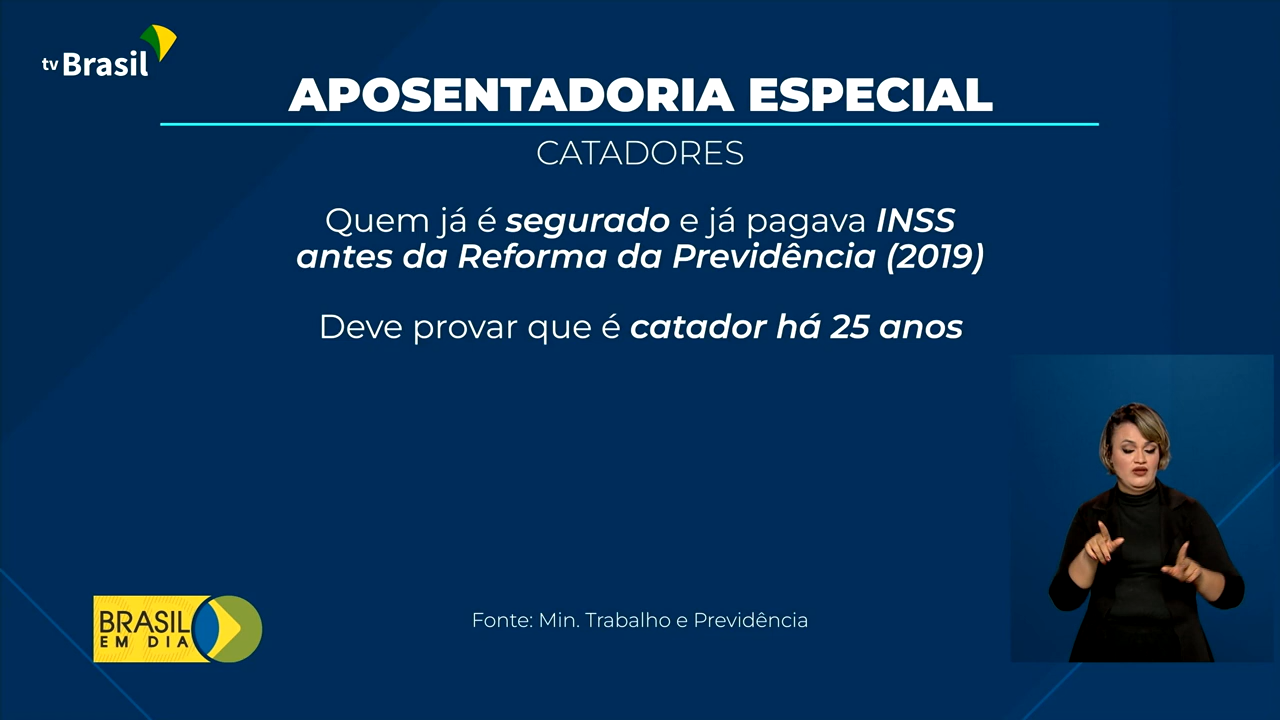 tv Brasil
APOSENTADORIA ESPECIAL
CATADORES
Quem já é segurado e já pagava INSS
antes da Reforma da Previdência (2019)
Deve provar que é catador há 25 anos
BRASIL
EM DIA
Fonte: Min. Trabalho e Previdência